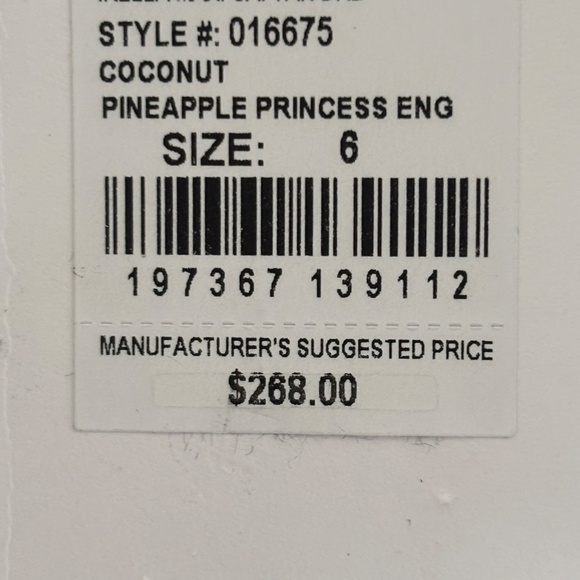 STYLE #: 016675
COCONUT
PINEAPPLE PRINCESS ENG
SIZE: 6
197367 139112
MANUFACTURER'S SUGGESTED PRICE
$268.00